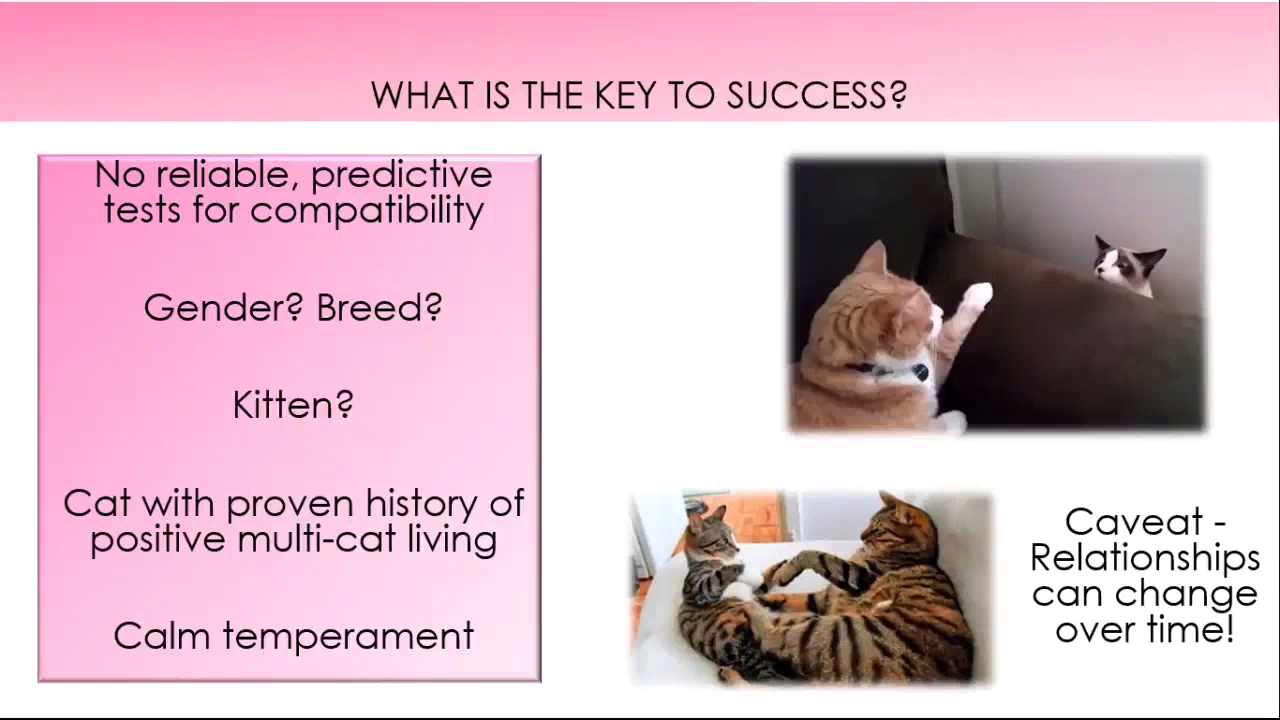 WHAT IS THE KEY TO SUCCESS?
No reliable, predictive
tests for compatibility
Gender? Breed?
Kitten?
Cat with proven history of
positive multi-cat living
Calm temperament
Caveat -
Relationships
can change
over time!